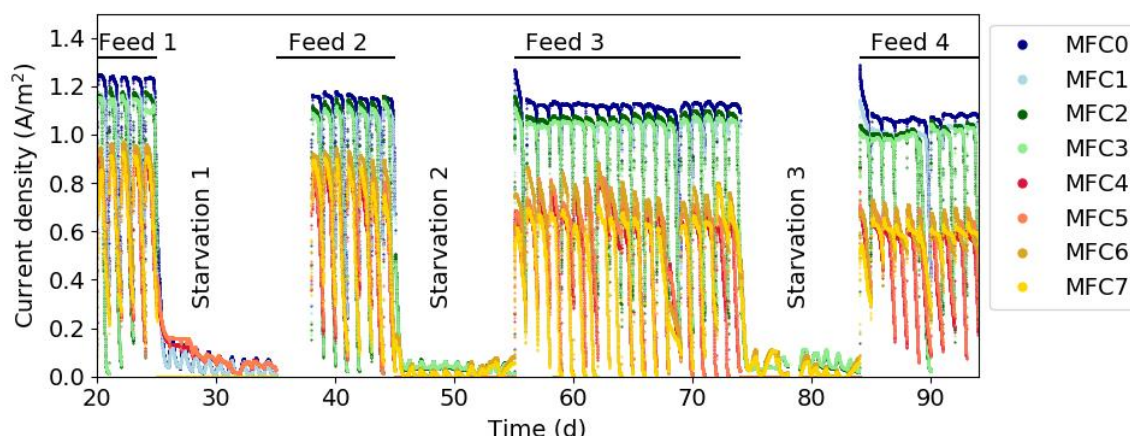 Current density (A/m²)
1.4
1.2
1.0
0.8
0.6
0.4
0.2
0.0
Feed 1
Feed 2
Feed 3
Feed 4
Starvation 1
Starvation 2
Starvation 3
20
30
40
50
60
70
80
90
Time (d)
MFC0
MFC1
MFC2
MFC3
MFC4
MFC5
MFC6
MFC7